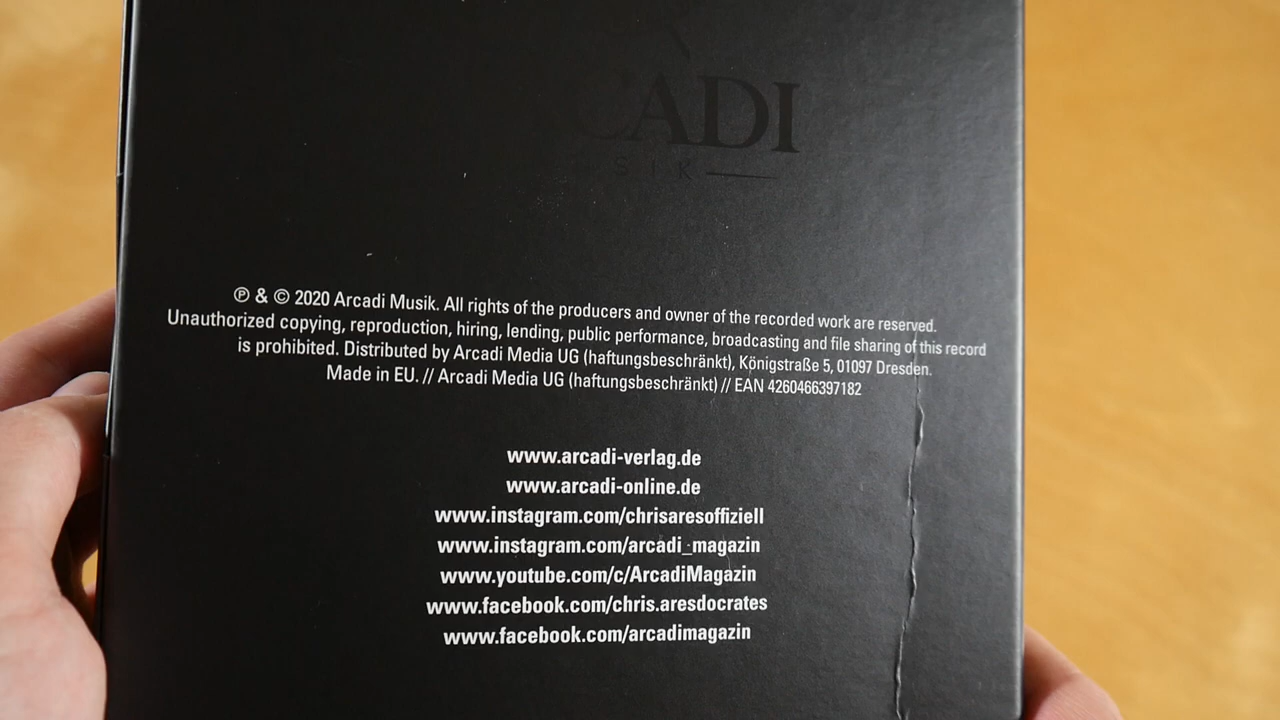 CADI
SIK
℗ & © 2020 Arcadi Musik. All rights of the producers and owner of the recorded work are reserved.
Unauthorized copying, reproduction, hiring, lending, public performance, broadcasting and file sharing of this record
is prohibited. Distributed by Arcadi Media UG (haftungsbeschränkt), Königstraße 5, 01097 Dresden.
Made in EU. // Arcadi Media UG (haftungsbeschränkt) // EAN 4260466397182
www.arcadi-verlag.de
www.arcadi-online.de
www.instagram.com/chrisaresoffiziell
www.instagram.com/arcadi_magazin
www.youtube.com/c/ArcadiMagazin
www.facebook.com/chris.aresdocrates
www.facebook.com/arcadimagazin